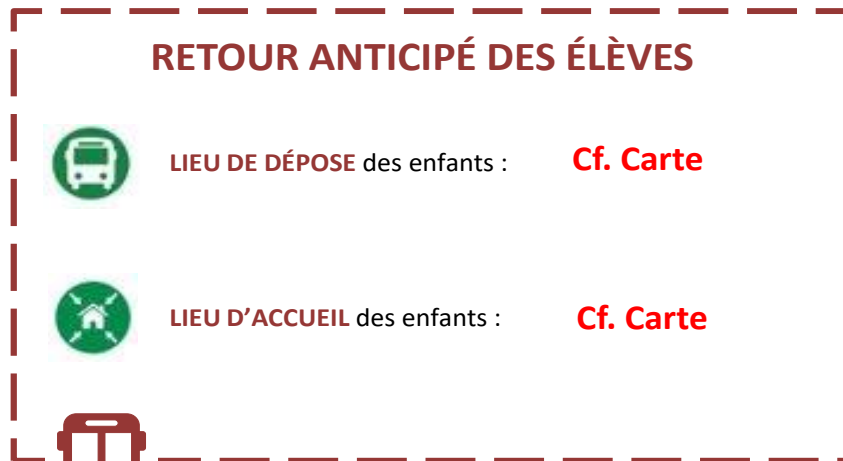 RETOUR ANTICIPÉ DES ÉLÈVES
LIEU DE DÉPOSE des enfants : Cf. Carte
LIEU D’ACCUEIL des enfants : Cf. Carte